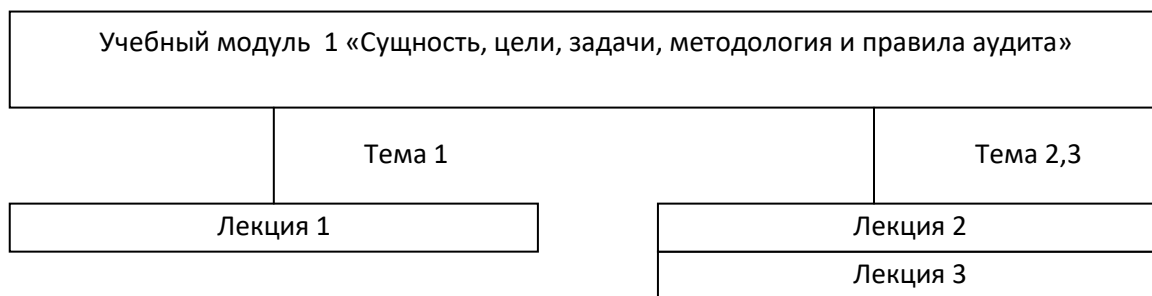 Учебный модуль  1 «Сущность, цели, задачи, методология и правила аудита»
Тема 1
Тема 2,3
Лекция 1
Лекция 2
Лекция 3